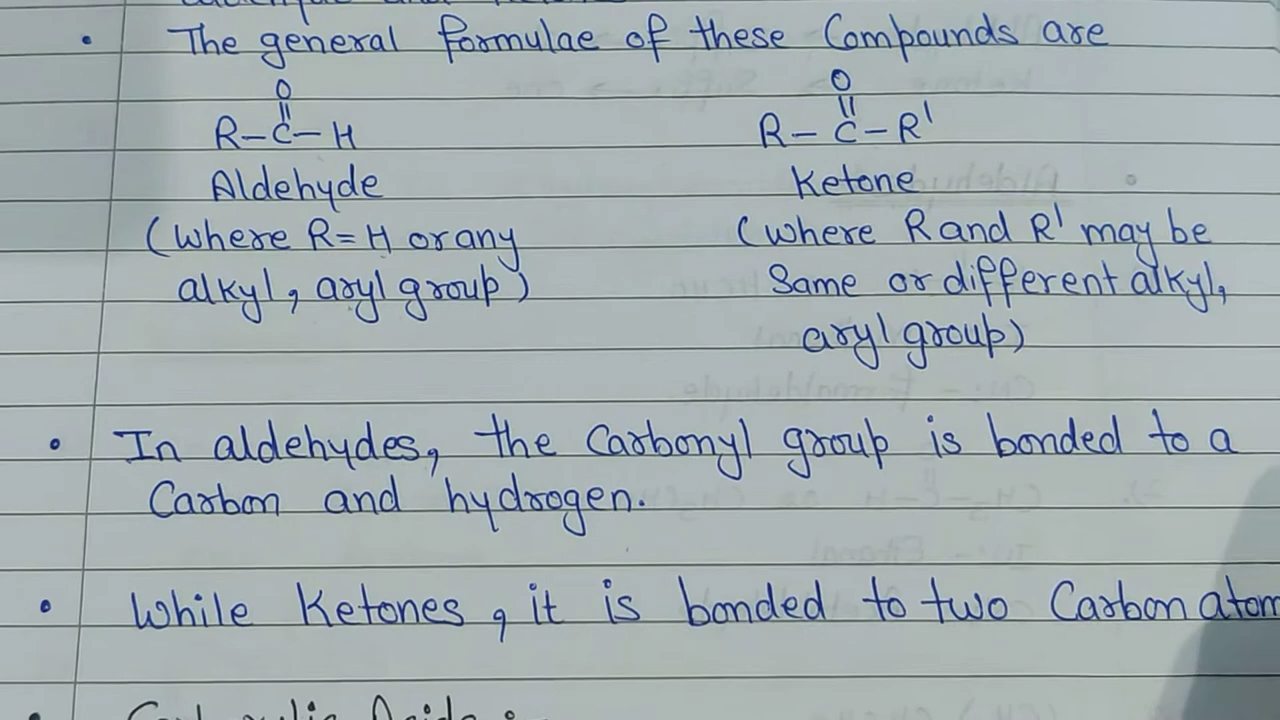 • The general formulae of these Compounds are
O O
|| ||
R–C–H R–C–R'
Aldehyde Ketone
(Where R=H or any (Where R and R' may be
alkyl, aryl group) Same or different alkyl,
aryl group)
• In aldehydes, the Carbonyl group is bonded to a
Carbon and hydrogen.
• While Ketones, it is bonded to two Carbon atom